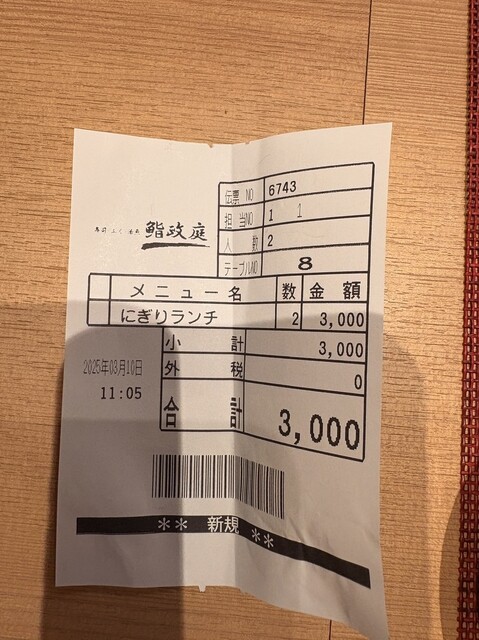 伝票NO 6743
担当NO 1 1
人 数 2
テーブルNO 8
鮨政庭
メニュー名 数 金 額
にぎりランチ 2 3,000
小 計 3,000
外 税 0
合 計 3,000
2025年03月10日
11:05
** 新規 **